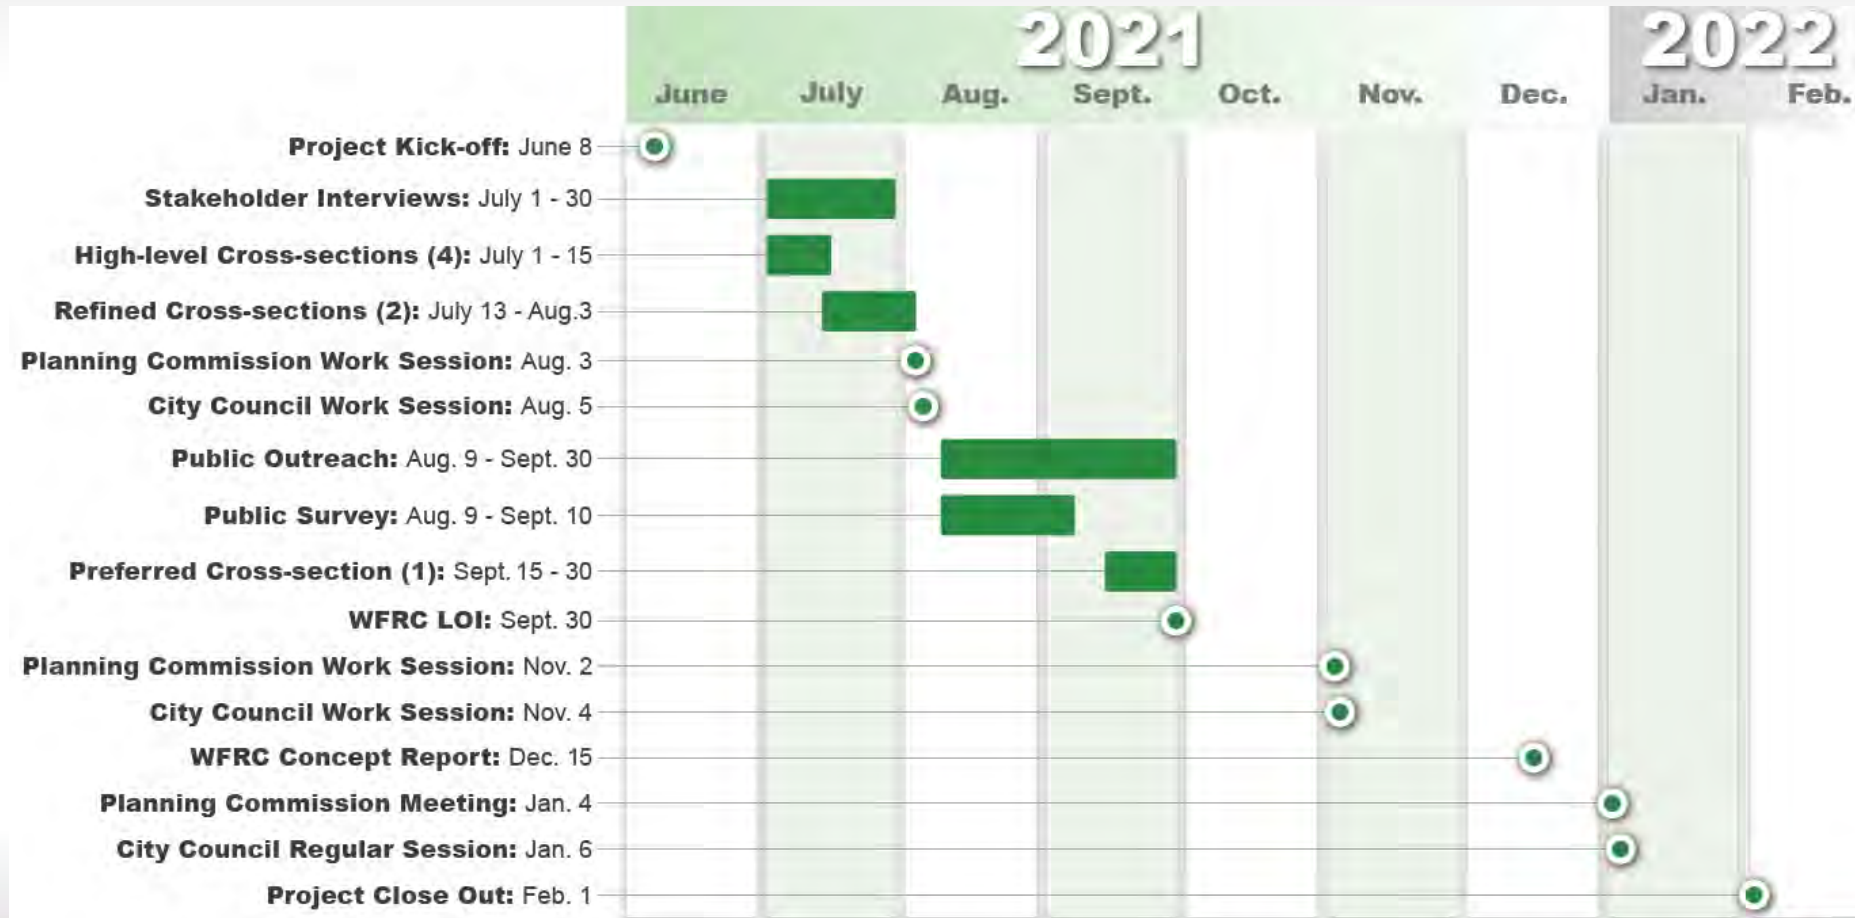 2021
2022
June July Aug. Sept. Oct. Nov. Dec. Jan. Feb.
Project Kick-off: June 8
Stakeholder Interviews: July 1 - 30
High-level Cross-sections (4): July 1 - 15
Refined Cross-sections (2): July 13 - Aug.3
Planning Commission Work Session: Aug. 3
City Council Work Session: Aug. 5
Public Outreach: Aug. 9 - Sept. 30
Public Survey: Aug. 9 - Sept. 10
Preferred Cross-section (1): Sept. 15 - 30
WFRC LOI: Sept. 30
Planning Commission Work Session: Nov. 2
City Council Work Session: Nov. 4
WFRC Concept Report: Dec. 15
Planning Commission Meeting: Jan. 4
City Council Regular Session: Jan. 6
Project Close Out: Feb. 1